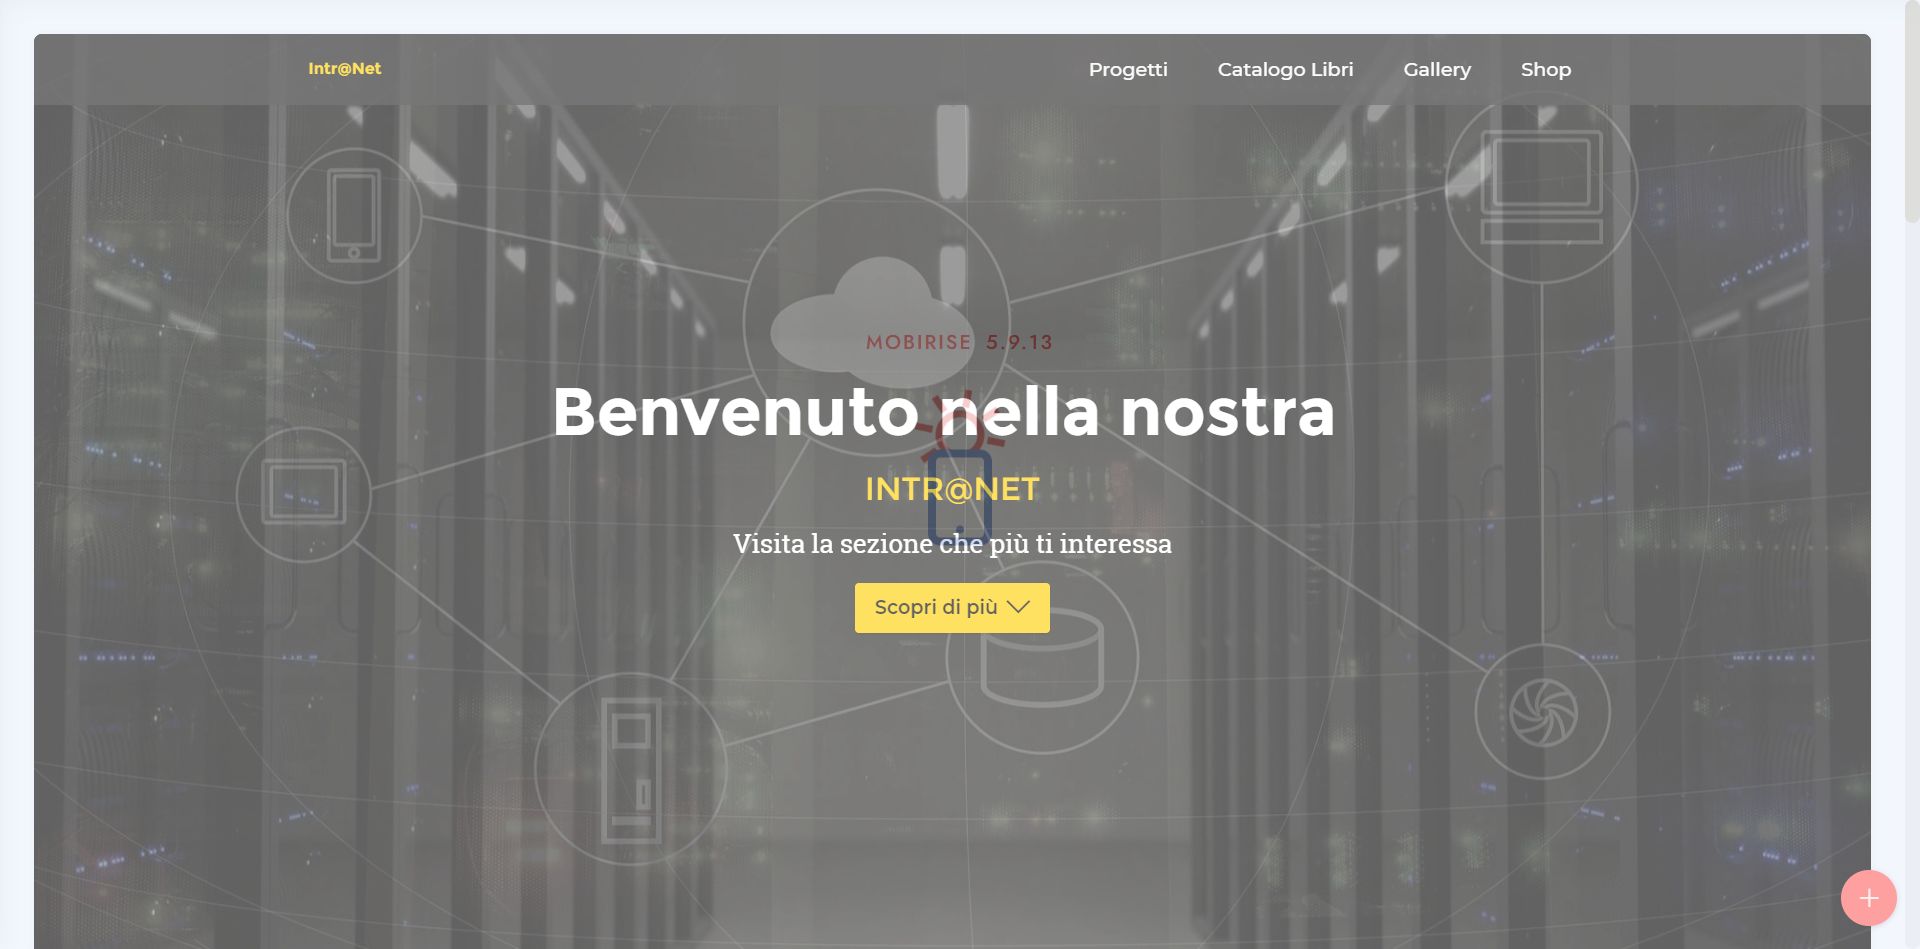 Intr@Net
Progetti Catalogo Libri Gallery Shop
MOBIRISE 5.9.13
Benvenuto nella nostra
INTR@NET
Visita la sezione che più ti interessa
Scopri di più